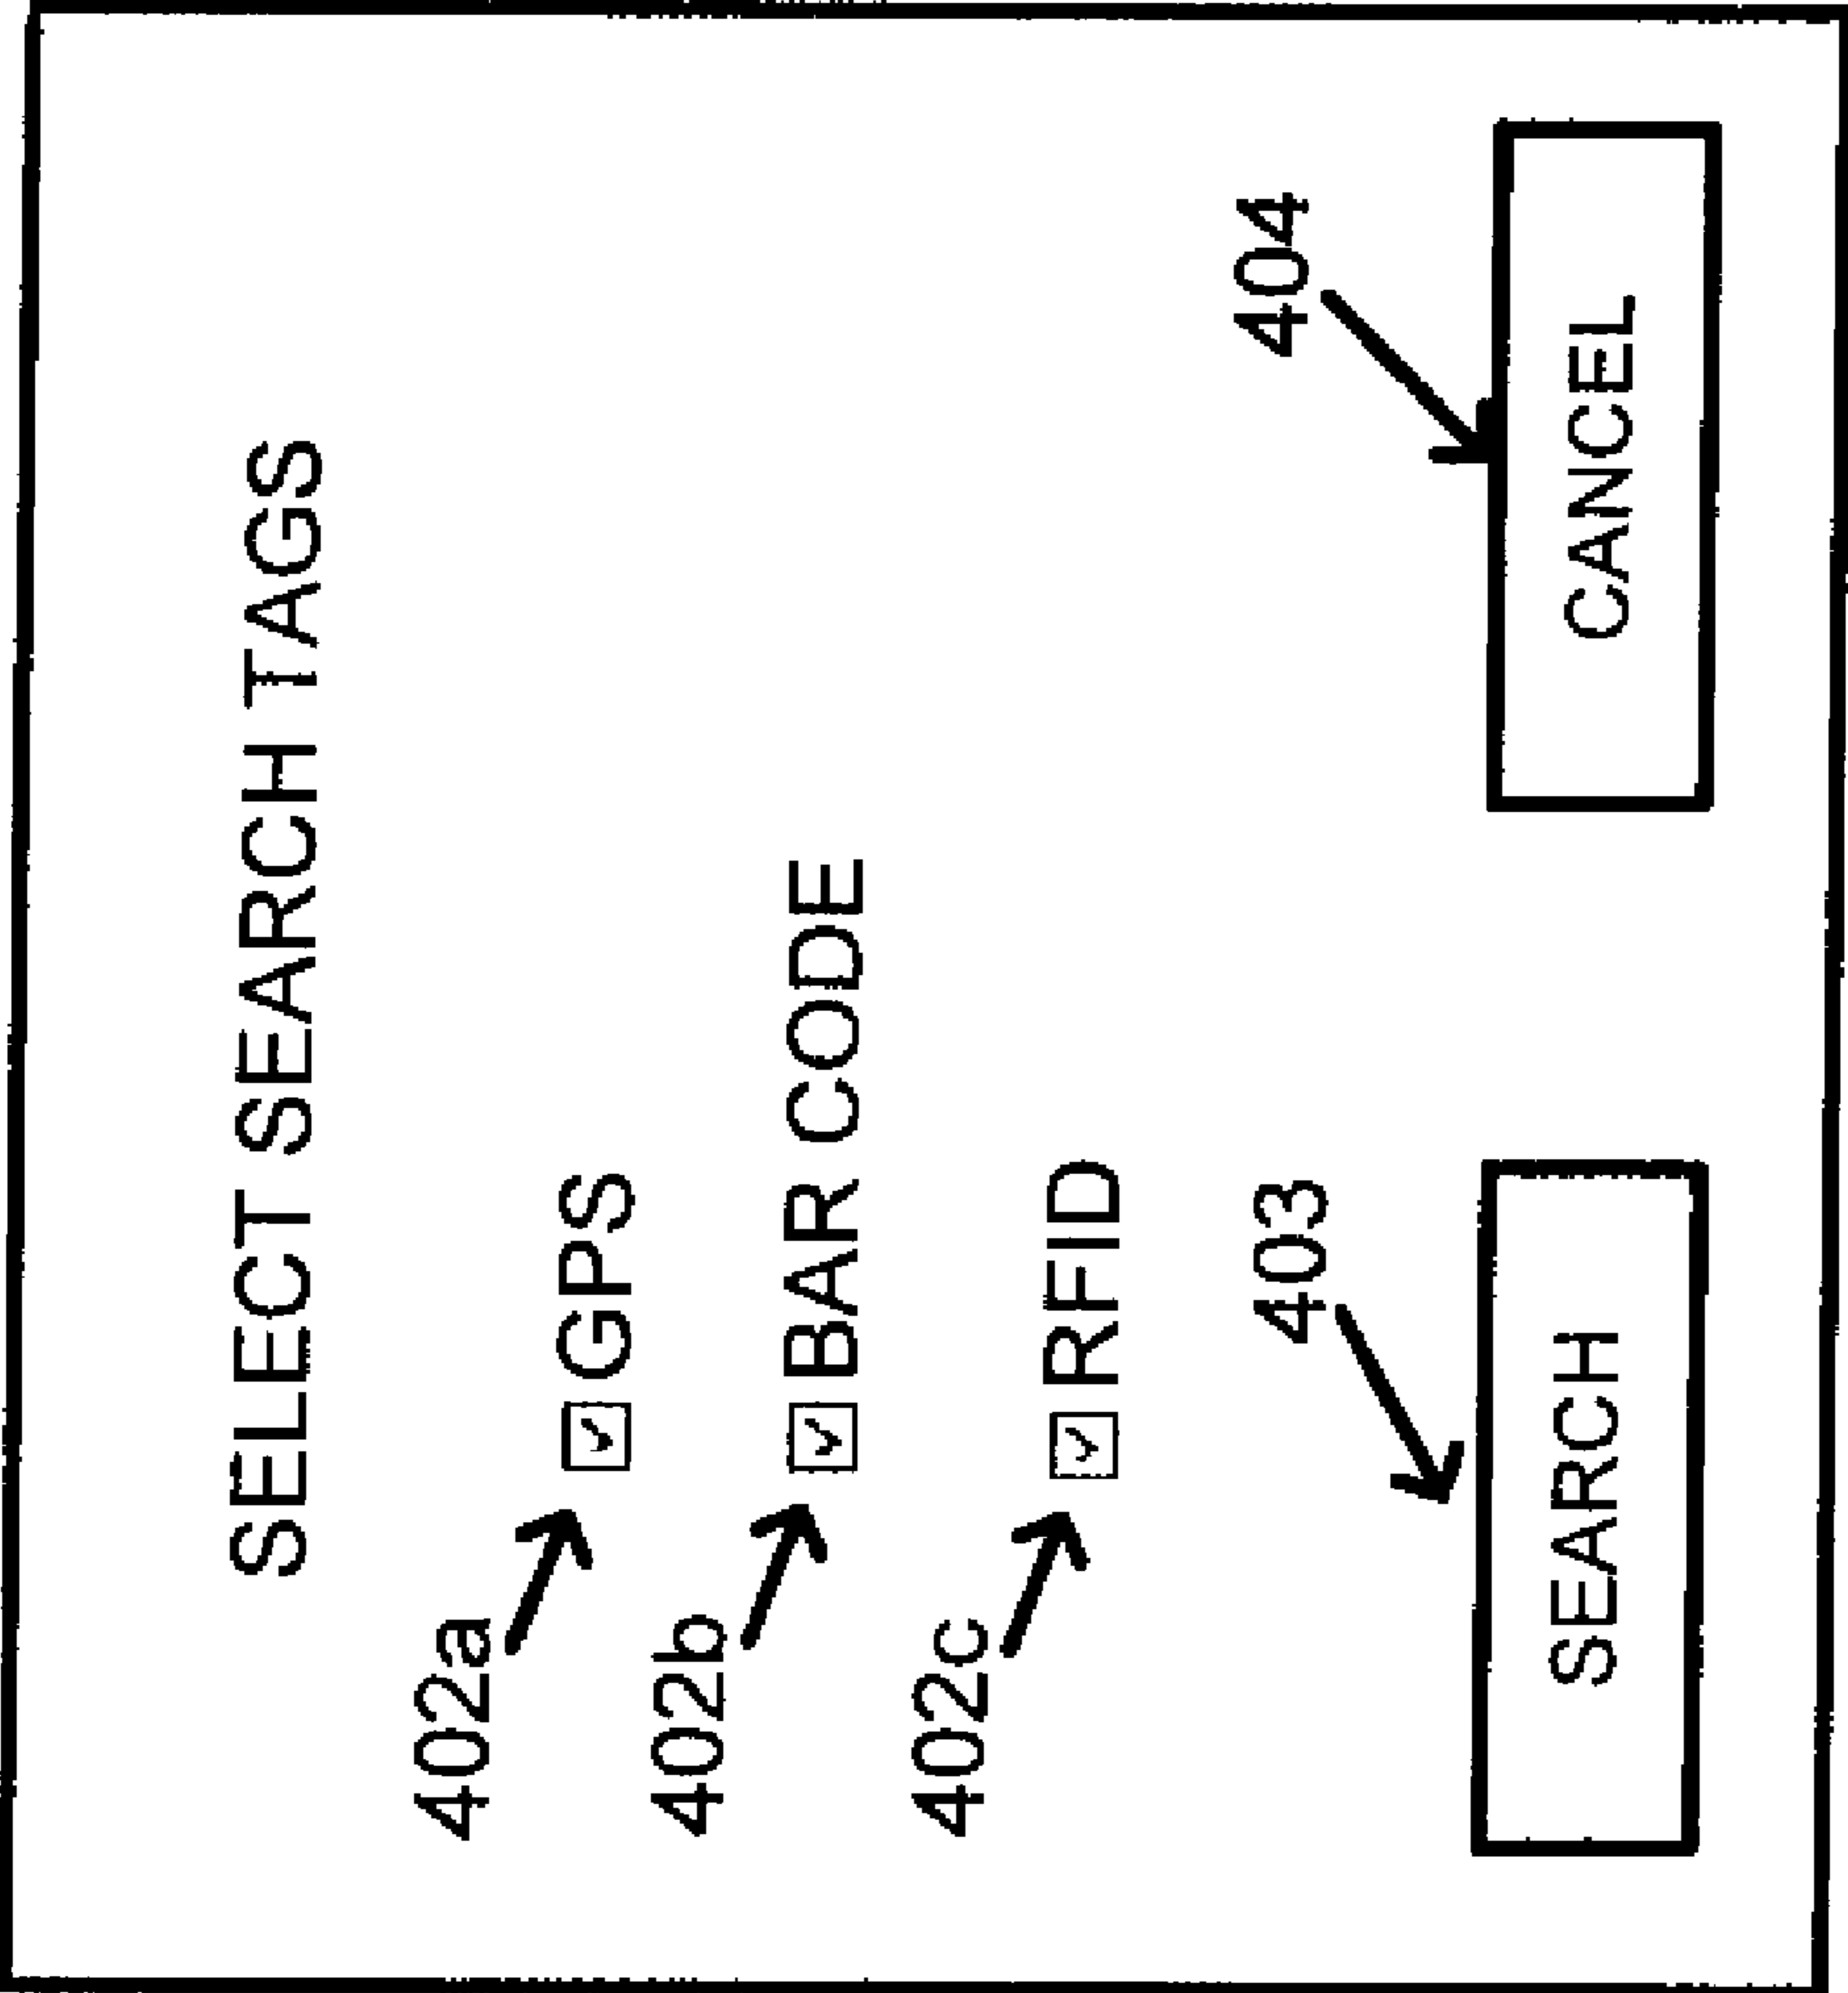 SELECT SEARCH TAGS
402a
GPS
402b
BAR CODE
402c
RFID
403
404
SEARCH
CANCEL